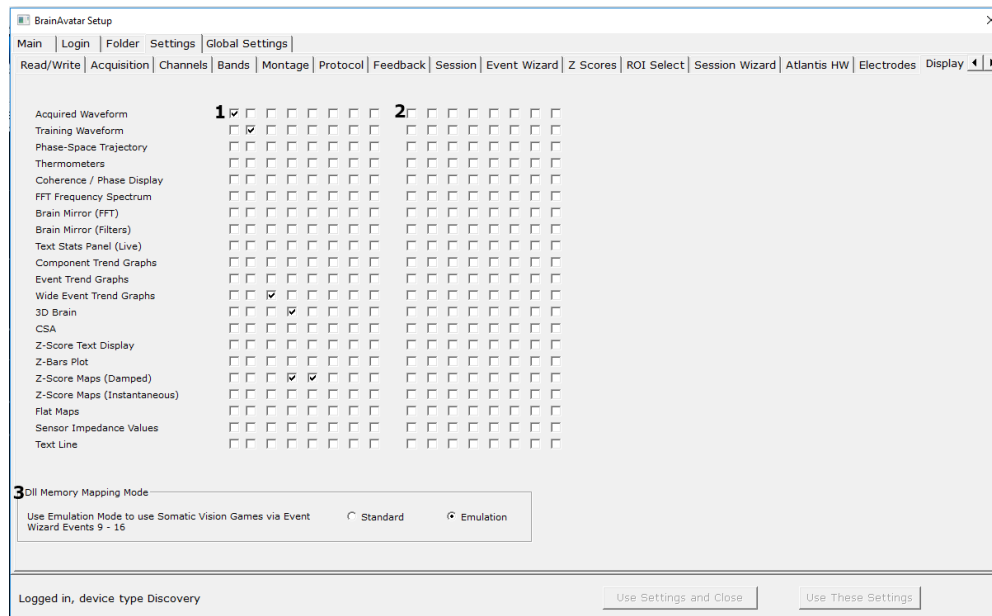 BrainAvatar Setup
Main Login Folder Settings Global Settings
Read/Write Acquisition Channels Bands Montage Protocol Feedback Session Event Wizard Z Scores ROI Select Session Wizard Atlantis HW Electrodes Display
Acquired Waveform 1 2
Training Waveform
Phase-Space Trajectory
Thermometers
Coherence / Phase Display
FFT Frequency Spectrum
Brain Mirror (FFT)
Brain Mirror (Filters)
Text Stats Panel (Live)
Component Trend Graphs
Event Trend Graphs
Wide Event Trend Graphs
3D Brain
CSA
Z-Score Text Display
Z-Bars Plot
Z-Score Maps (Damped)
Z-Score Maps (Instantaneous)
Flat Maps
Sensor Impedance Values
Text Line
3 Dll Memory Mapping Mode
Use Emulation Mode to use Somatic Vision Games via Event Standard Emulation
Wizard Events 9 - 16
Logged in, device type Discovery Use Settings and Close Use These Settings